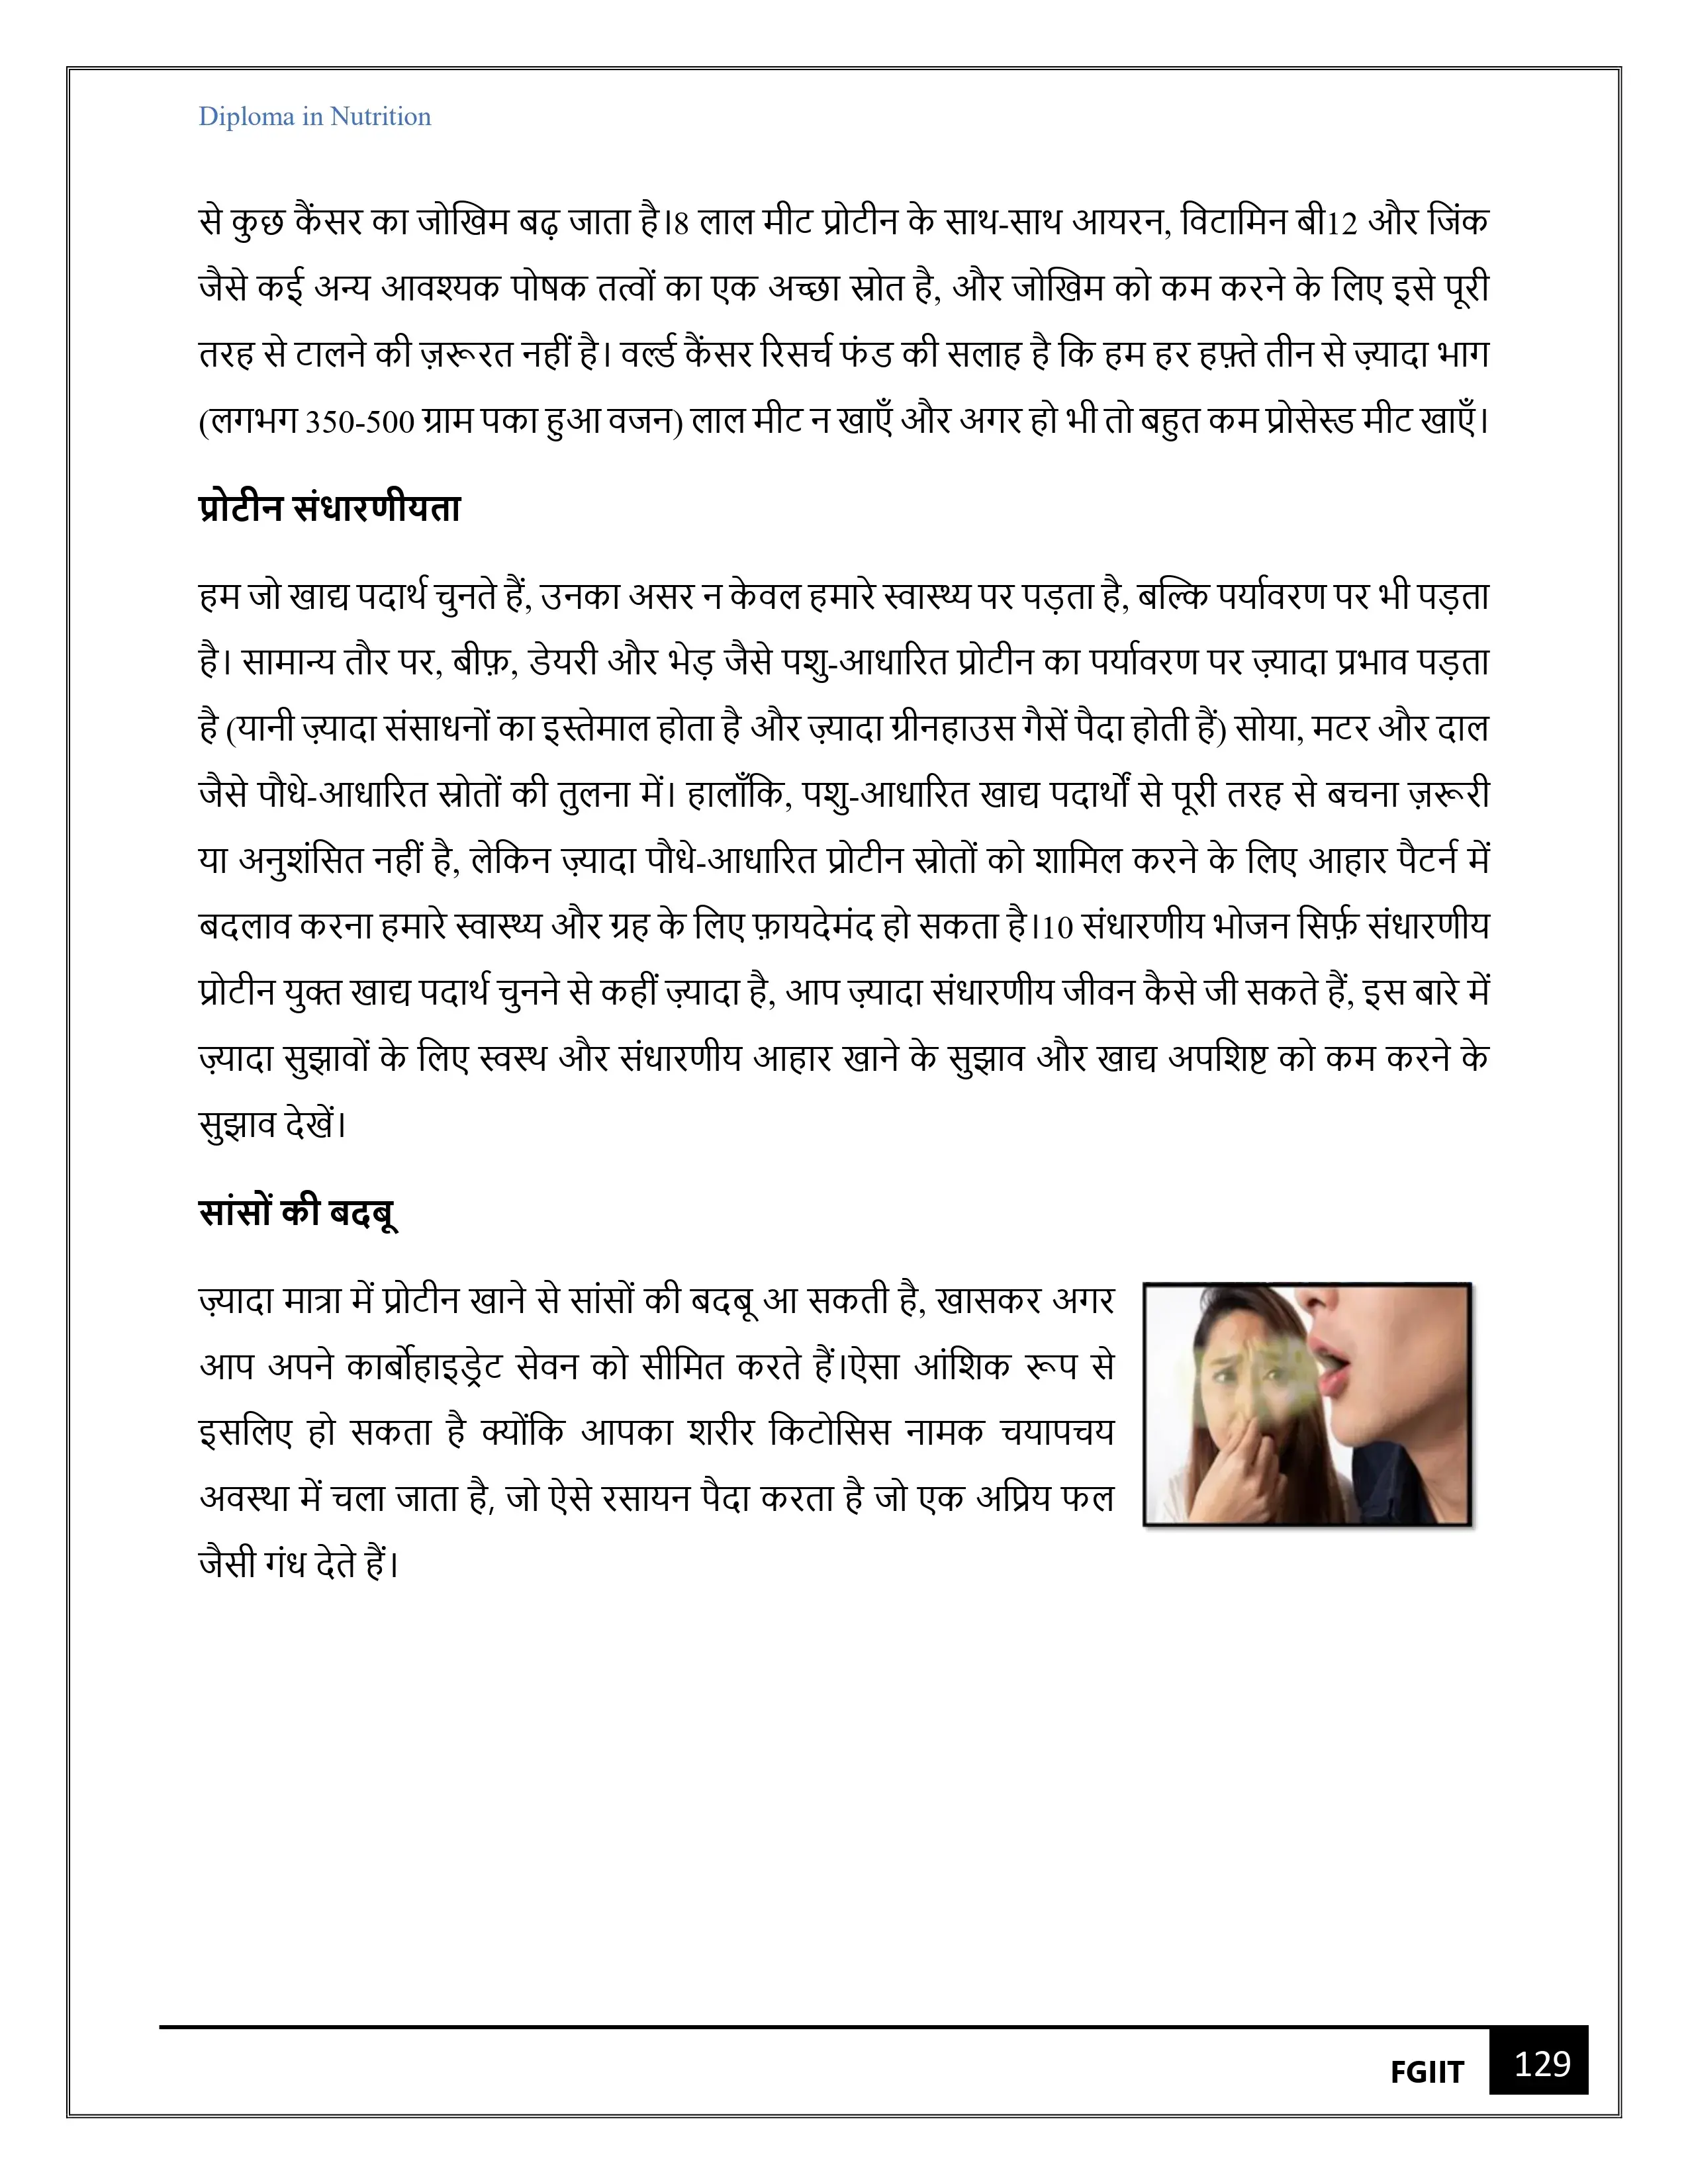 Diploma in Nutrition
से कुछ कैंसर का जोखिम बढ़ जाता है।8 लाल मीट प्रोटीन के साथ-साथ आयरन, विटामिन बी12 और जिंक
जैसे कई अन्य आवश्यक पोषक तत्वों का एक अच्छा स्रोत है, और जोखिम को कम करने के लिए इसे पूरी
तरह से टालने की ज़रूरत नहीं है। वर्ल्ड कैंसर रिसर्च फंड की सलाह है कि हम हर हफ़्ते तीन से ज़्यादा भाग
(लगभग 350-500 ग्राम पका हुआ वजन) लाल मीट न खाएँ और अगर हो भी तो बहुत कम प्रोसेस्ड मीट खाएँ।
प्रोटीन संधारणीयता
हम जो खाद्य पदार्थ चुनते हैं, उनका असर न केवल हमारे स्वास्थ्य पर पड़ता है, बल्कि पर्यावरण पर भी पड़ता
है। सामान्य तौर पर, बीफ़, डेयरी और भेड़ जैसे पशु-आधारित प्रोटीन का पर्यावरण पर ज़्यादा प्रभाव पड़ता
है (यानी ज़्यादा संसाधनों का इस्तेमाल होता है और ज़्यादा ग्रीनहाउस गैसें पैदा होती हैं) सोया, मटर और दाल
जैसे पौधे-आधारित स्रोतों की तुलना में। हालाँकि, पशु-आधारित खाद्य पदार्थों से पूरी तरह से बचना ज़रूरी
या अनुशंसित नहीं है, लेकिन ज़्यादा पौधे-आधारित प्रोटीन स्रोतों को शामिल करने के लिए आहार पैटर्न में
बदलाव करना हमारे स्वास्थ्य और ग्रह के लिए फ़ायदेमंद हो सकता है।10 संधारणीय भोजन सिर्फ़ संधारणीय
प्रोटीन युक्त खाद्य पदार्थ चुनने से कहीं ज़्यादा है, आप ज़्यादा संधारणीय जीवन कैसे जी सकते हैं, इस बारे में
ज़्यादा सुझावों के लिए स्वस्थ और संधारणीय आहार खाने के सुझाव और खाद्य अपशिष्ट को कम करने के
सुझाव देखें।
सांसों की बदबू
ज़्यादा मात्रा में प्रोटीन खाने से सांसों की बदबू आ सकती है, खासकर अगर
आप अपने कार्बोहाइड्रेट सेवन को सीमित करते हैं।ऐसा आंशिक रूप से
इसलिए हो सकता है क्योंकि आपका शरीर किटोसिस नामक चयापचय
अवस्था में चला जाता है, जो ऐसे रसायन पैदा करता है जो एक अप्रिय फल
जैसी गंध देते हैं।
FGIIT 129